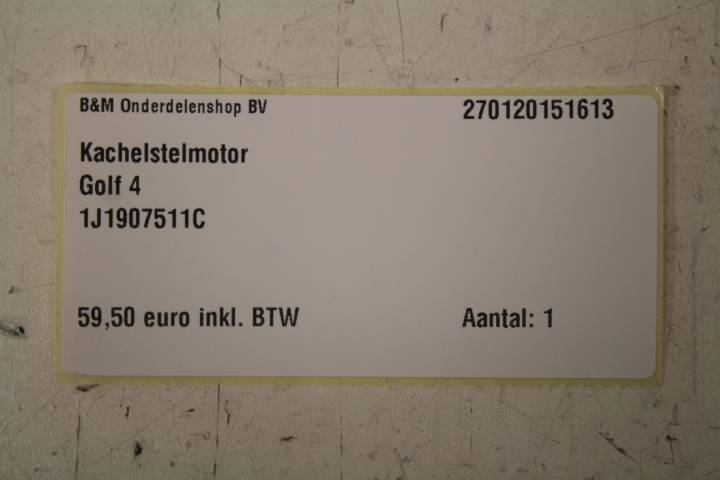 B&M Onderdelenshop BV 270120151613
Kachelstelmotor
Golf 4
1J1907511C
59,50 euro inkl. BTW Aantal: 1